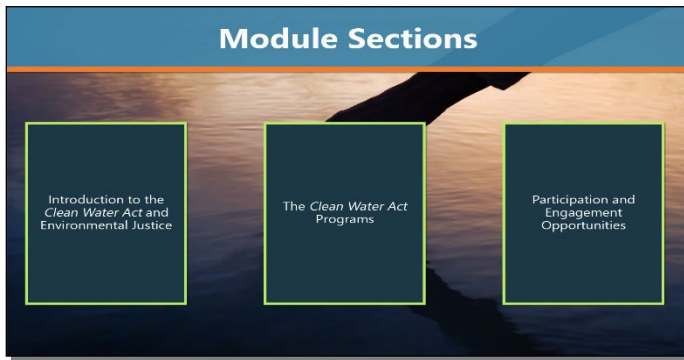 Module Sections
Introduction to the
Clean Water Act and
Environmental Justice
The Clean Water Act
Programs
Participation and
Engagement
Opportunities